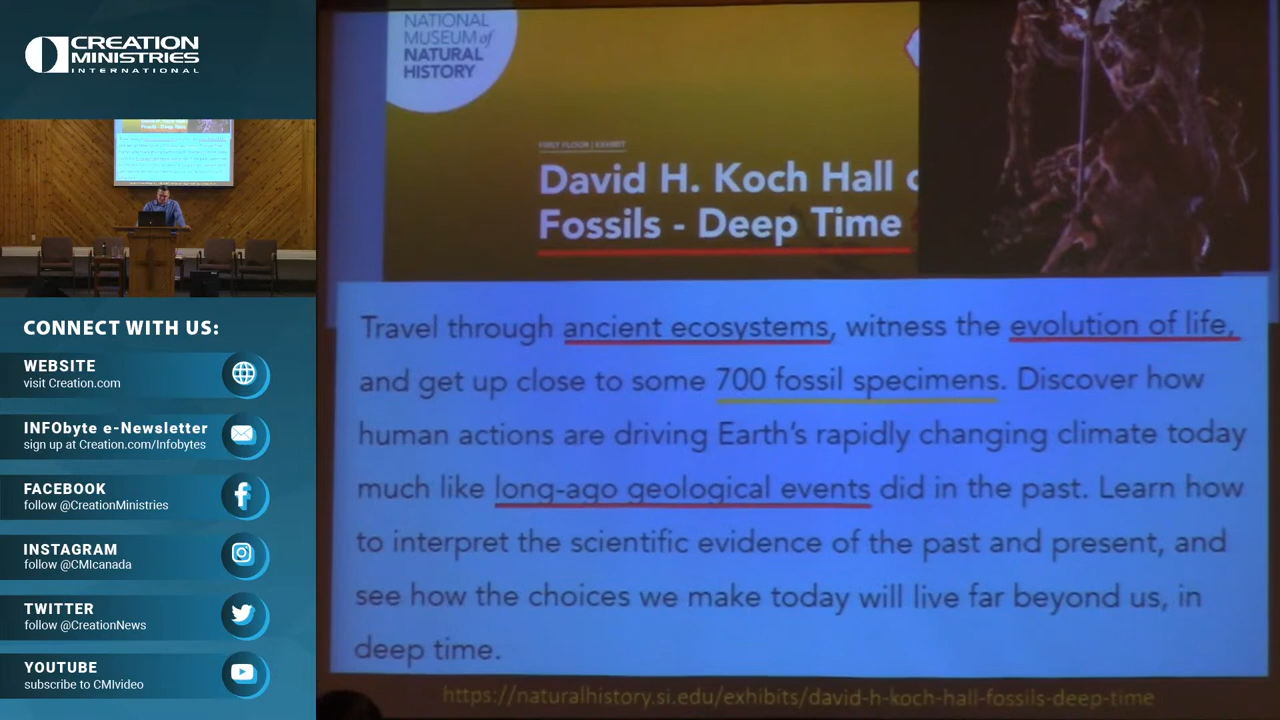 CREATION
MINISTRIES
INTERNATIONAL
CONNECT WITH US:
WEBSITE
visit Creation.com
INFObyte e-Newsletter
sign up at Creation.com/Infobytes
FACEBOOK
follow @CreationMinistries
INSTAGRAM
follow @CMIcanada
TWITTER
follow @CreationNews
YOUTUBE
subscribe to CMIvideo
NATIONAL
MUSEUM of
NATURAL
HISTORY
FIRST FLOOR | EXHIBIT
David H. Koch Hall
Fossils - Deep Time
Travel through ancient ecosystems, witness the evolution of life,
and get up close to some 700 fossil specimens. Discover how
human actions are driving Earth's rapidly changing climate today
much like long-ago geological events did in the past. Learn how
to interpret the scientific evidence of the past and present, and
see how the choices we make today will live far beyond us, in
deep time.
https://naturalhistory.si.edu/exhibits/david-h-koch-hall-fossils-deep-time